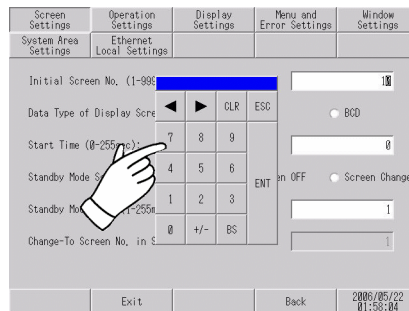 Screen Settings
Operation Settings
Display Settings
Menu and Error Settings
Window Settings
System Area Settings
Ethernet Local Settings
Initial Screen No. (1-999
10
◀ ▶ CLR ESC
Data Type of Display Scre
BCD
7 8 9
Start Time (0-255sec):
0
4 5 6 ENT
Standby Mode S
en OFF
Screen Change
1 2 3
Standby Mod
(1-255m
1
0 +/- BS
Change-To Screen No. in S
1
Exit
Back
2006/05/22
01:58:04